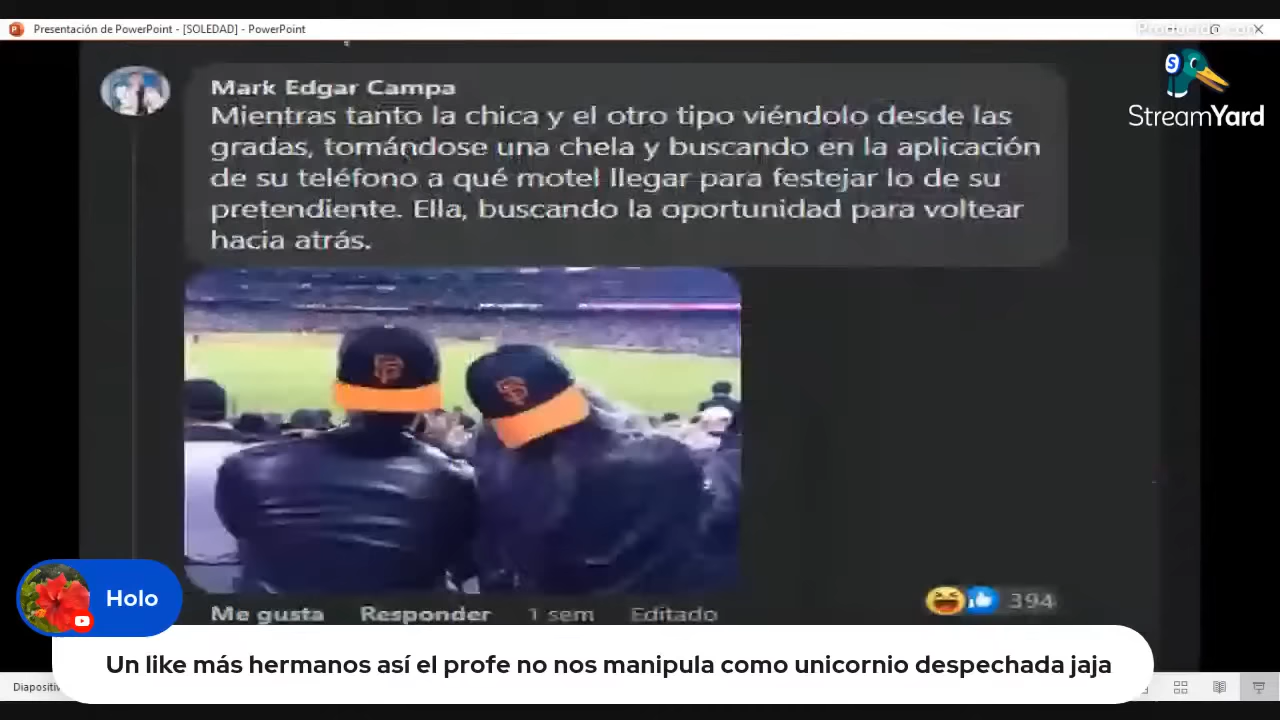 Presentación de PowerPoint - [SOLEDAD] - PowerPoint
StreamYard
Mark Edgar Campa
Mientras tanto la chica y el otro tipo viéndolo desde las
gradas, tomándose una chela y buscando en la aplicación
de su teléfono a qué motel llegar para festejar lo de su
pretendiente. Ella, buscando la oportunidad para voltear
hacia atrás.
Me gusta Responder 1 sem Editado 394
Holo
Un like más hermanos así el profe no nos manipula como unicornio despechada jaja